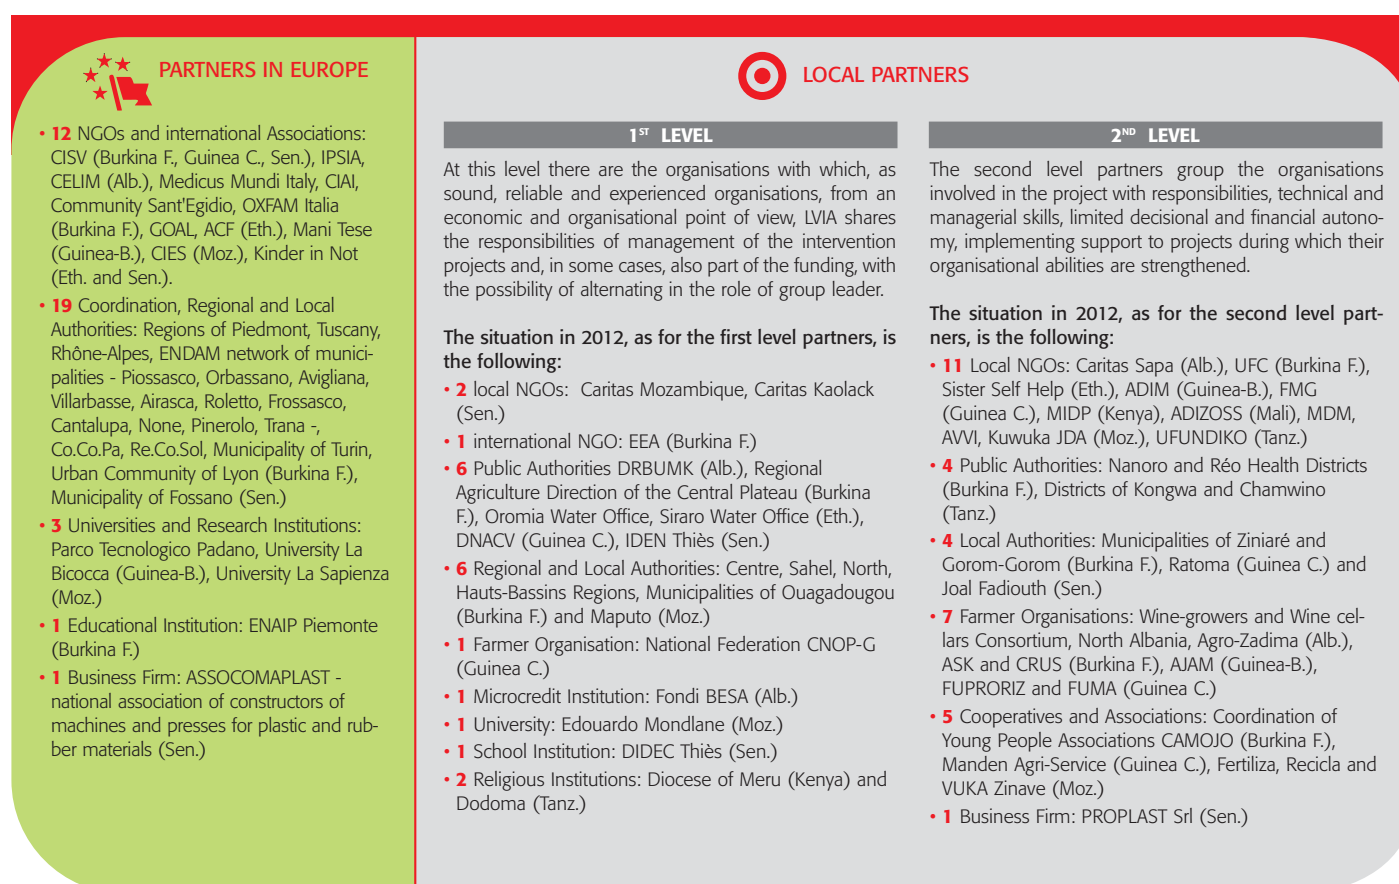 PARTNERS IN EUROPE
• 12 NGOs and international Associations:
CISV (Burkina F., Guinea C., Sen.), IPSIA,
CELIM (Alb.), Medicus Mundi Italy, CIAI,
Community Sant'Egidio, OXFAM Italia
(Burkina F.), GOAL, ACF (Eth.), Mani Tese
(Guinea-B.), CIES (Moz.), Kinder in Not
(Eth. and Sen.).
• 19 Coordination, Regional and Local
Authorities: Regions of Piedmont, Tuscany,
Rhône-Alpes, ENDAM network of munici-
palities - Piossasco, Orbassano, Avigliana,
Villarbasse, Airasca, Roletto, Frossasco,
Cantalupa, None, Pinerolo, Trana -,
Co.Co.Pa, Re.Co.Sol, Municipality of Turin,
Urban Community of Lyon (Burkina F.),
Municipality of Fossano (Sen.)
• 3 Universities and Research Institutions:
Parco Tecnologico Padano, University La
Bicocca (Guinea-B.), University La Sapienza
(Moz.)
• 1 Educational Institution: ENAIP Piemonte
(Burkina F.)
• 1 Business Firm: ASSOCOMAPLAST -
national association of constructors of
machines and presses for plastic and rub-
ber materials (Sen.)
LOCAL PARTNERS
1ST LEVEL
At this level there are the organisations with which, as
sound, reliable and experienced organisations, from an
economic and organisational point of view, LVIA shares
the responsibilities of management of the intervention
projects and, in some cases, also part of the funding, with
the possibility of alternating in the role of group leader.
The situation in 2012, as for the first level partners, is
the following:
• 2 local NGOs: Caritas Mozambique, Caritas Kaolack
(Sen.)
• 1 international NGO: EEA (Burkina F.)
• 6 Public Authorities DRBUMK (Alb.), Regional
Agriculture Direction of the Central Plateau (Burkina
F.), Oromia Water Office, Siraro Water Office (Eth.),
DNACV (Guinea C.), IDEN Thiès (Sen.)
• 6 Regional and Local Authorities: Centre, Sahel, North,
Hauts-Bassins Regions, Municipalities of Ouagadougou
(Burkina F.) and Maputo (Moz.)
• 1 Farmer Organisation: National Federation CNOP-G
(Guinea C.)
• 1 Microcredit Institution: Fondi BESA (Alb.)
• 1 University: Edouardo Mondlane (Moz.)
• 1 School Institution: DIDEC Thiès (Sen.)
• 2 Religious Institutions: Diocese of Meru (Kenya) and
Dodoma (Tanz.)
2ND LEVEL
The second level partners group the organisations
involved in the project with responsibilities, technical and
managerial skills, limited decisional and financial autono-
my, implementing support to projects during which their
organisational abilities are strengthened.
The situation in 2012, as for the second level part-
ners, is the following:
• 11 Local NGOs: Caritas Sapa (Alb.), UFC (Burkina F.),
Sister Self Help (Eth.), ADIM (Guinea-B.), FMG
(Guinea C.), MIDP (Kenya), ADIZOSS (Mali), MDM,
AVVI, Kuwuka JDA (Moz.), UFUNDIKO (Tanz.)
• 4 Public Authorities: Nanoro and Réo Health Districts
(Burkina F.), Districts of Kongwa and Chamwino
(Tanz.)
• 4 Local Authorities: Municipalities of Ziniaré and
Gorom-Gorom (Burkina F.), Ratoma (Guinea C.) and
Joal Fadiouth (Sen.)
• 7 Farmer Organisations: Wine-growers and Wine cel-
lars Consortium, North Albania, Agro-Zadima (Alb.),
ASK and CRUS (Burkina F.), AJAM (Guinea-B.),
FUPRORIZ and FUMA (Guinea C.)
• 5 Cooperatives and Associations: Coordination of
Young People Associations CAMOJO (Burkina F.),
Manden Agri-Service (Guinea C.), Fertiliza, Recicla and
VUKA Zinave (Moz.)
• 1 Business Firm: PROPLAST Srl (Sen.)